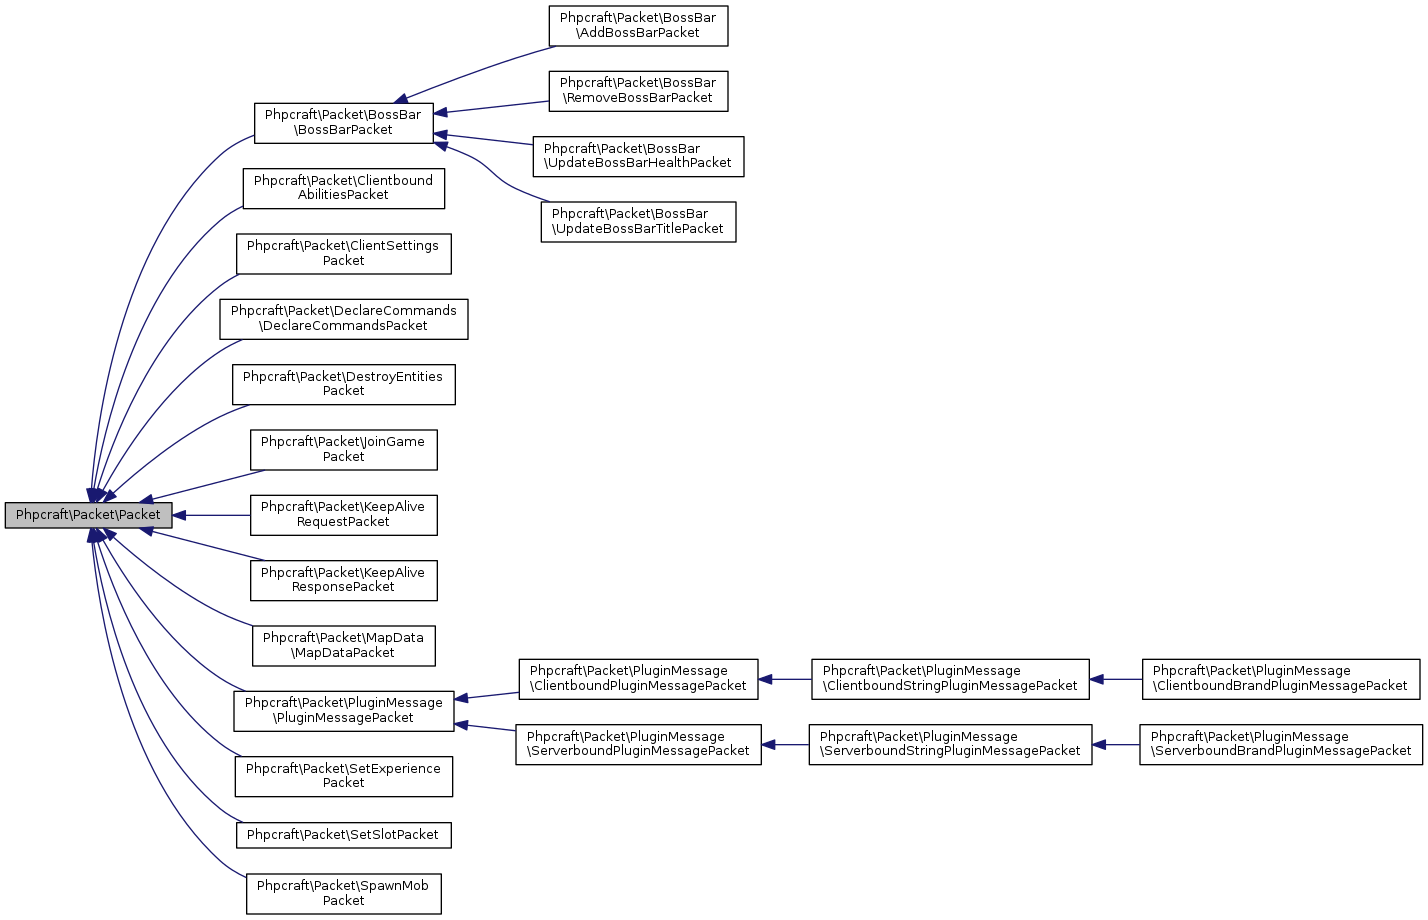 Phpcraft\Packet\BossBar
\AddBossBarPacket
Phpcraft\Packet\BossBar
\RemoveBossBarPacket
Phpcraft\Packet\BossBar
\BossBarPacket
Phpcraft\Packet\BossBar
\UpdateBossBarHealthPacket
Phpcraft\Packet\BossBar
\UpdateBossBarTitlePacket
Phpcraft\Packet\Clientbound
AbilitiesPacket
Phpcraft\Packet\ClientSettings
Packet
Phpcraft\Packet\DeclareCommands
\DeclareCommandsPacket
Phpcraft\Packet\DestroyEntities
Packet
Phpcraft\Packet\JoinGame
Packet
Phpcraft\Packet\Packet
Phpcraft\Packet\KeepAlive
RequestPacket
Phpcraft\Packet\KeepAlive
ResponsePacket
Phpcraft\Packet\MapData
\MapDataPacket
Phpcraft\Packet\PluginMessage
\PluginMessagePacket
Phpcraft\Packet\PluginMessage
\ClientboundPluginMessagePacket
Phpcraft\Packet\PluginMessage
\ClientboundStringPluginMessagePacket
Phpcraft\Packet\PluginMessage
\ClientboundBrandPluginMessagePacket
Phpcraft\Packet\PluginMessage
\ServerboundPluginMessagePacket
Phpcraft\Packet\PluginMessage
\ServerboundStringPluginMessagePacket
Phpcraft\Packet\PluginMessage
\ServerboundBrandPluginMessagePacket
Phpcraft\Packet\SetExperience
Packet
Phpcraft\Packet\SetSlotPacket
Phpcraft\Packet\SpawnMob
Packet